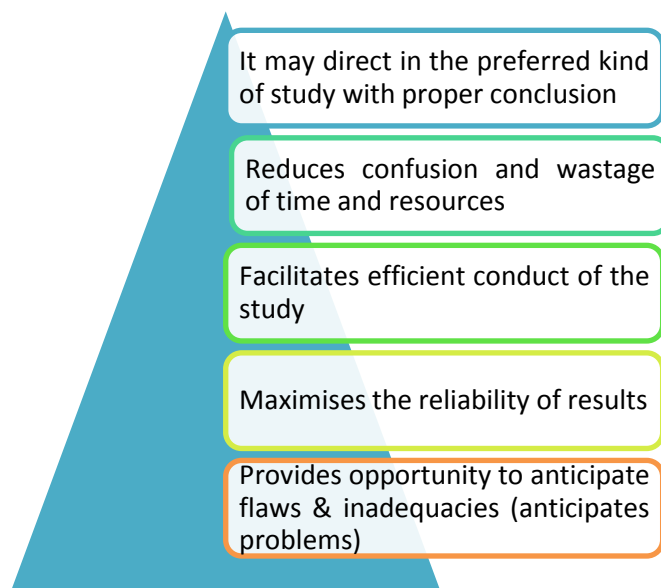 It may direct in the preferred kind
of study with proper conclusion
Reduces confusion and wastage
of time and resources
Facilitates efficient conduct of the
study
Maximises the reliability of results
Provides opportunity to anticipate
flaws & inadequacies (anticipates
problems)